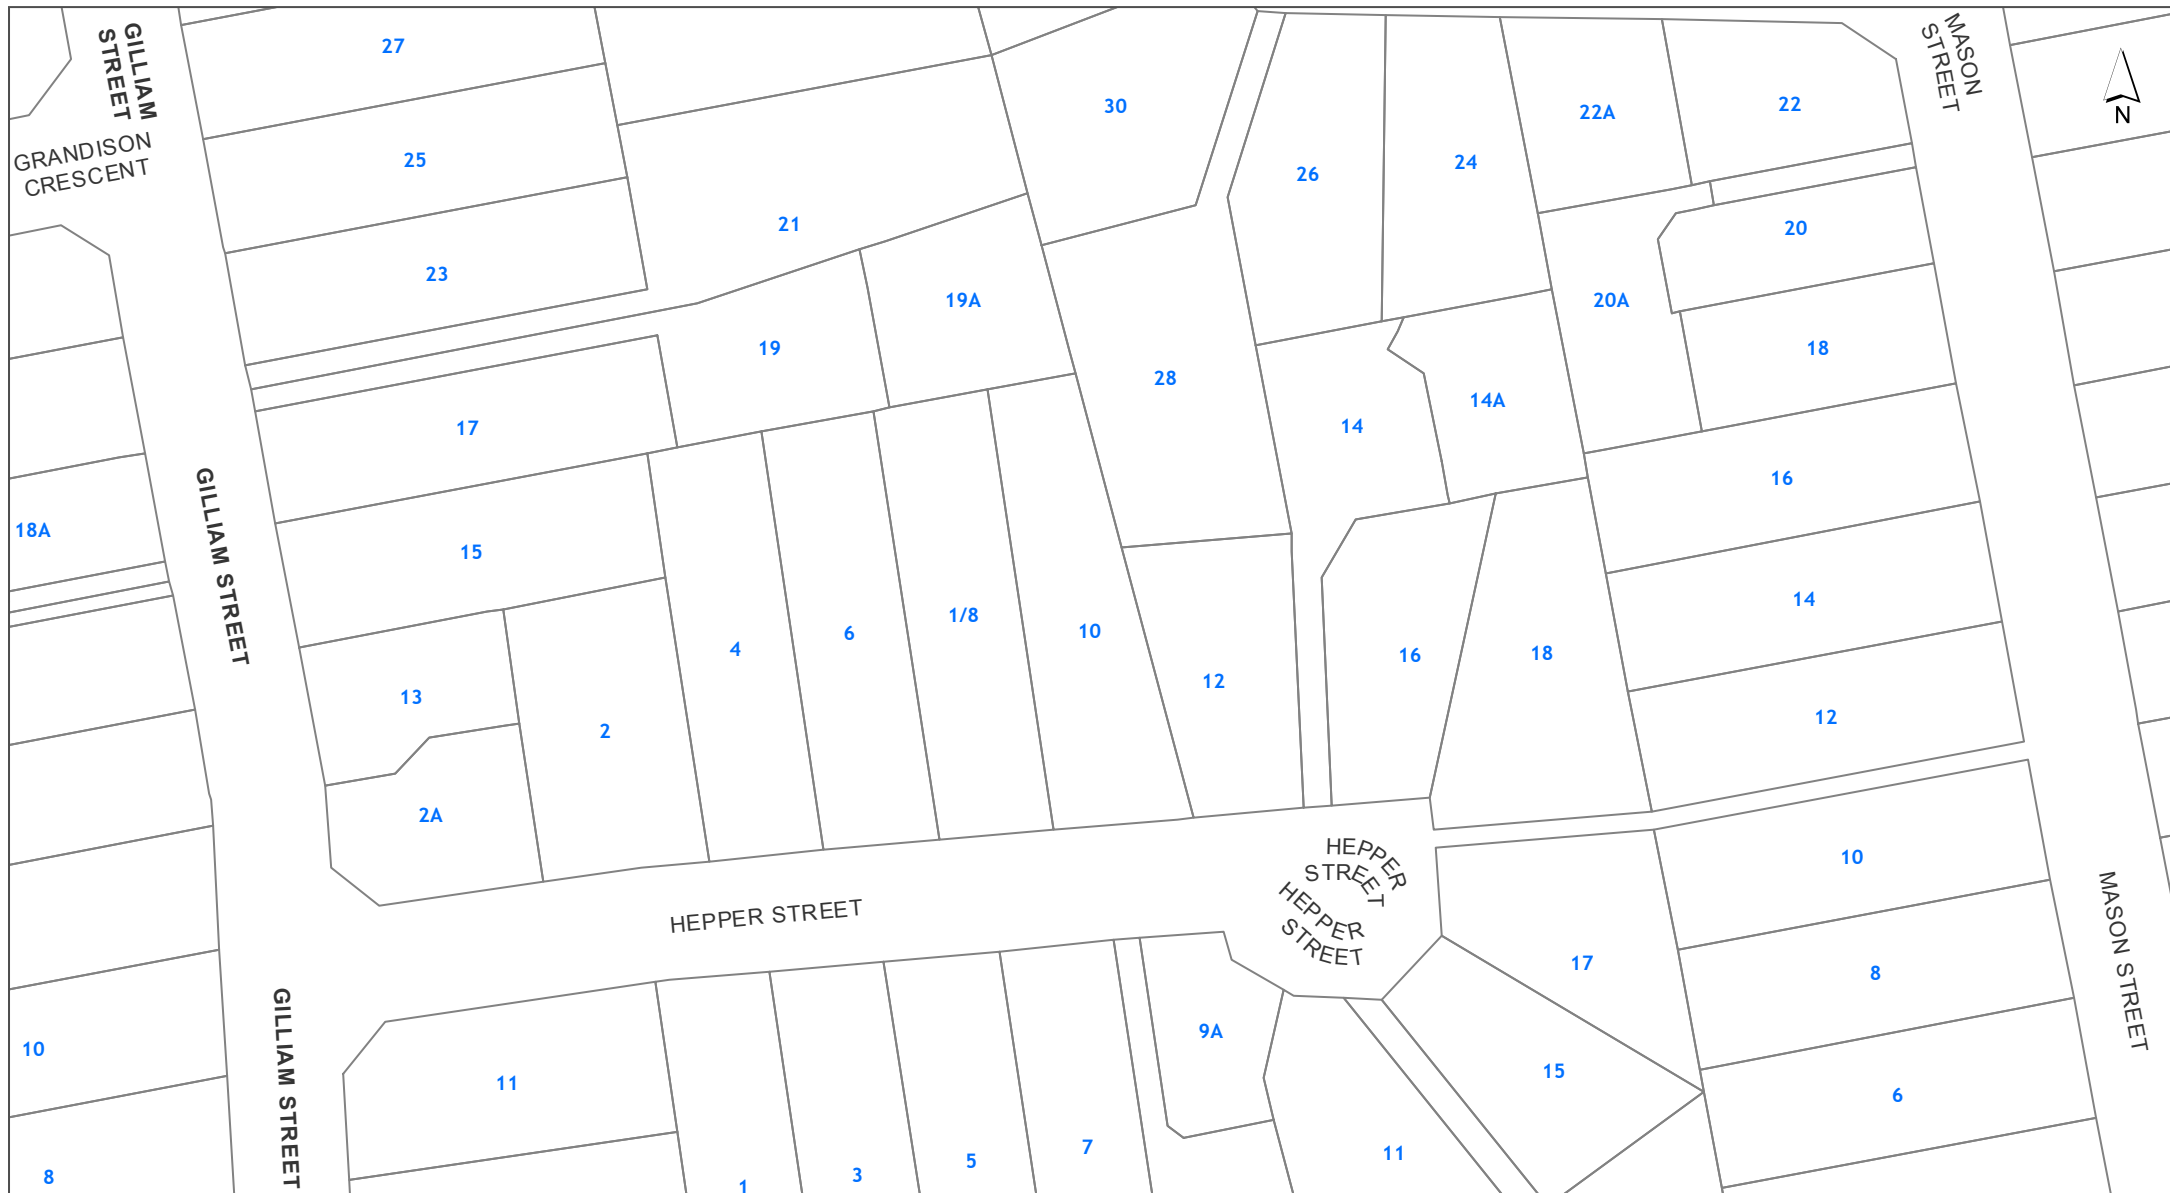 GILLIAM
STREET
27
MASON
STREET
30
22A
22
N
GRANDISON
CRESCENT
25
26
24
21
20
23
19A
20A
19
18
28
17
14A
14
16
18A
GILLIAM STREET
15
14
1/8
10
6
4
16
18
12
13
2
12
2A
HEPPER
STREET
10
HEPPER STREET
HEPPER
STREET
MASON STREET
17
8
10
GILLIAM STREET
9A
11
15
6
7
11
5
3
8
1